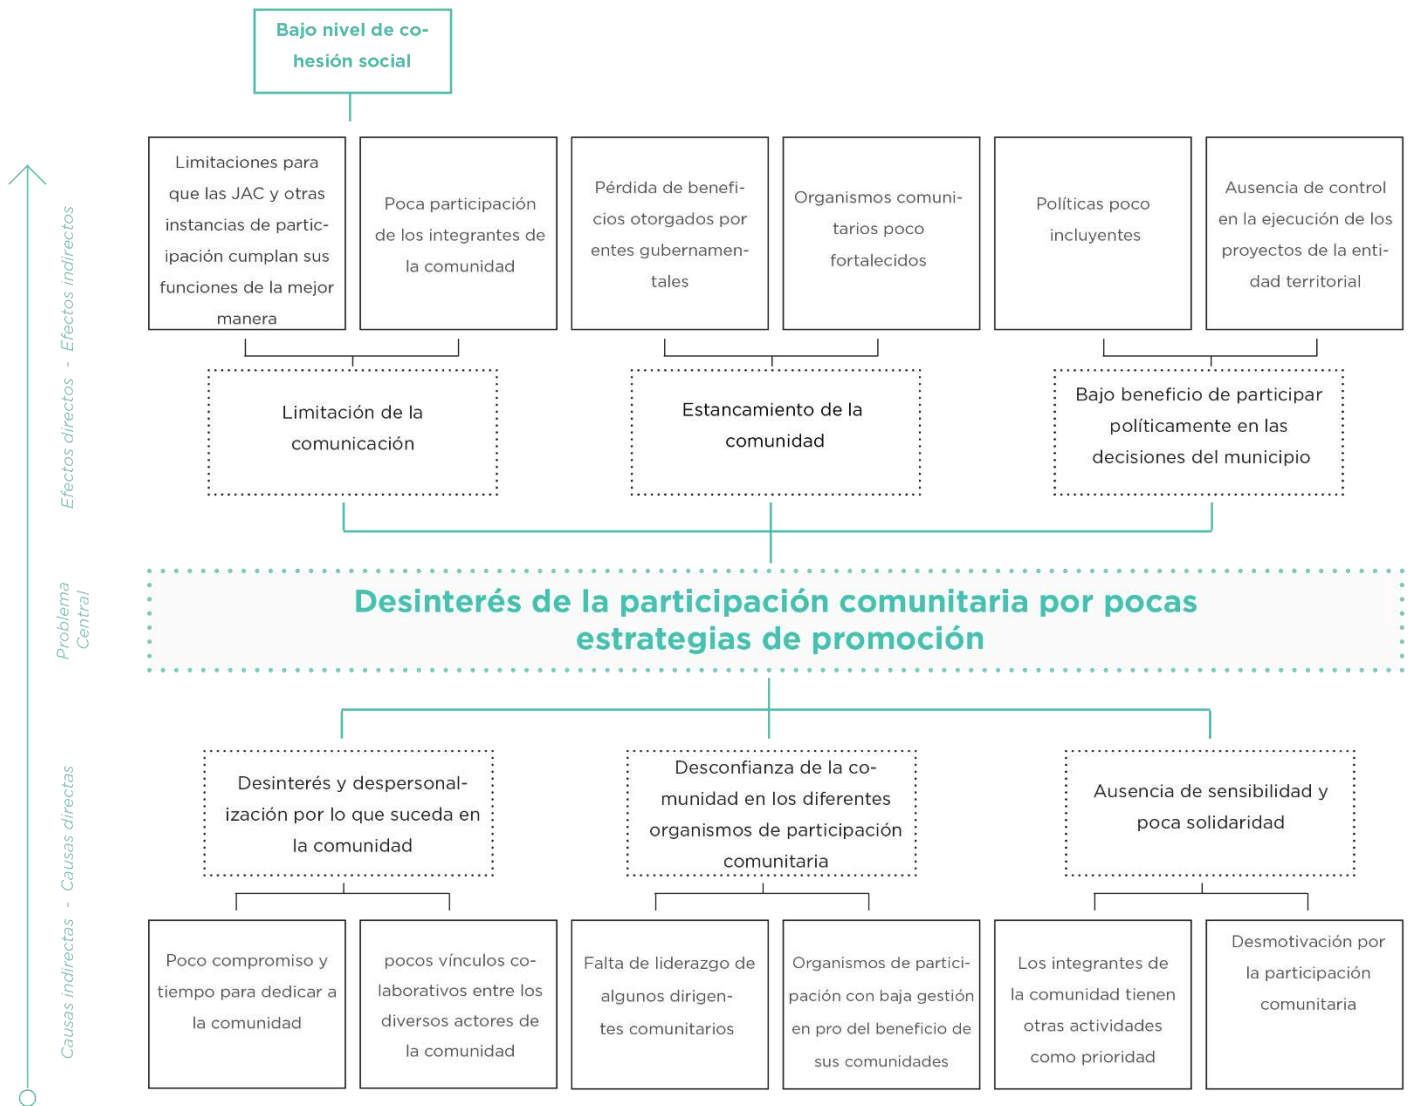 Bajo nivel de co-
hesión social
Limitaciones para
que las JAC y otras
instancias de partic-
ipación cumplan sus
funciones de la mejor
manera
Poca participación
de los integrantes de
la comunidad
Pérdida de benefi-
cios otorgados por
entes gubernamen-
tales
Organismos comuni-
tarios poco
fortalecidos
Políticas poco
incluyentes
Ausencia de control
en la ejecución de los
proyectos de la enti-
dad territorial
Efectos directos - Efectos indirectos
Limitación de la
comunicación
Estancamiento de la
comunidad
Bajo beneficio de participar
políticamente en las
decisiones del municipio
Problema
Central
Desinterés de la participación comunitaria por pocas
estrategias de promoción
Causas indirectas - Causas directas
Desinterés y despersonal-
ización por lo que suceda en
la comunidad
Desconfianza de la co-
munidad en los diferentes
organismos de participación
comunitaria
Ausencia de sensibilidad y
poca solidaridad
Poco compromiso y
tiempo para dedicar a
la comunidad
pocos vínculos co-
laborativos entre los
diversos actores de
la comunidad
Falta de liderazgo de
algunos dirigen-
tes comunitarios
Organismos de partici-
pación con baja gestión
en pro del beneficio de
sus comunidades
Los integrantes de
la comunidad tienen
otras actividades
como prioridad
Desmotivación por
la participación
comunitaria